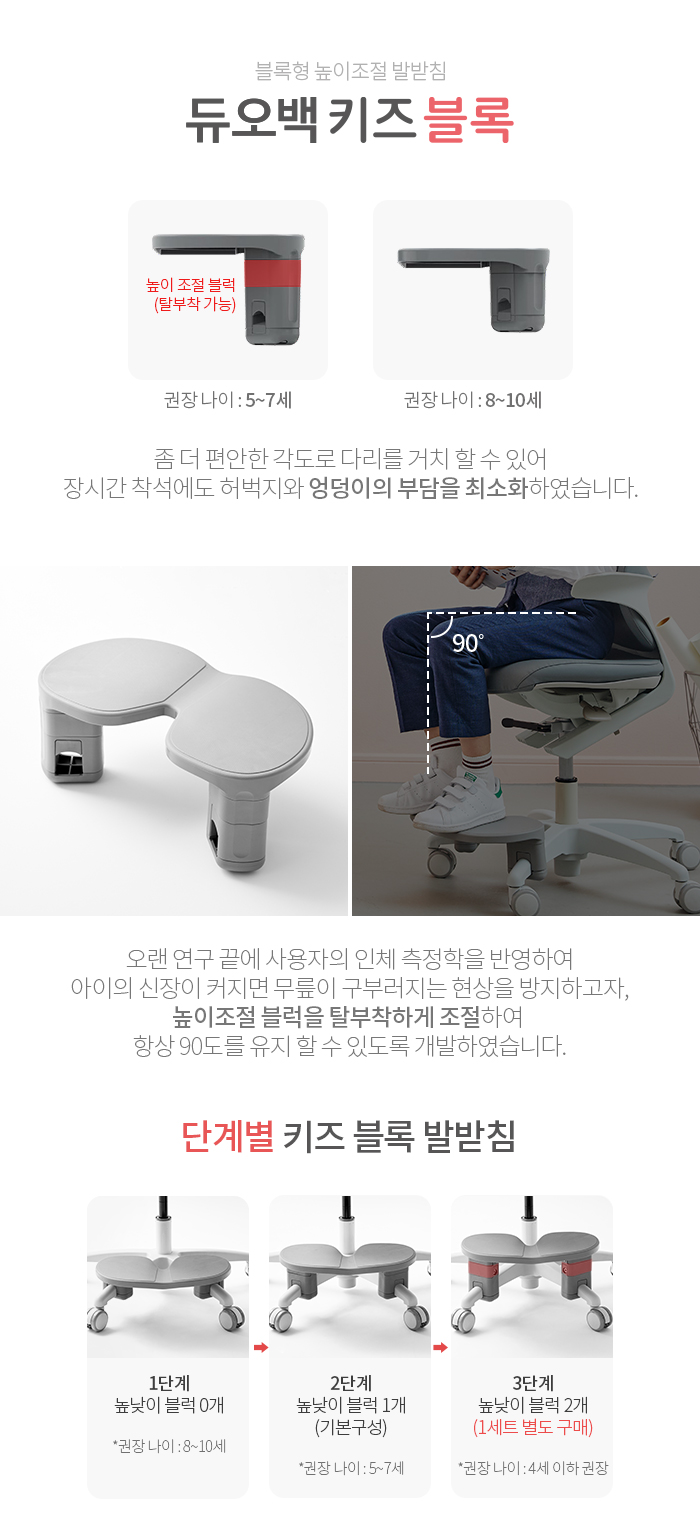 블록형 높이조절 발받침
듀오백 키즈 블록
높이 조절 블럭
(탈부착 가능)
권장 나이 : 5~7세
권장 나이 : 8~10세
좀 더 편안한 각도로 다리를 거치 할 수 있어
장시간 착석에도 허벅지와 엉덩이의 부담을 최소화하였습니다.
90°
오랜 연구 끝에 사용자의 인체 측정학을 반영하여
아이의 신장이 커지면 무릎이 구부러지는 현상을 방지하고자,
높이조절 블럭을 탈부착하게 조절하여
항상 90도를 유지 할 수 있도록 개발하였습니다.
단계별 키즈 블록 발받침
1단계
높낮이 블럭 0개
*권장 나이 : 8~10세
2단계
높낮이 블럭 1개
(기본구성)
*권장 나이 : 5~7세
3단계
높낮이 블럭 2개
(1세트 별도 구매)
*권장 나이 : 4세 이하 권장